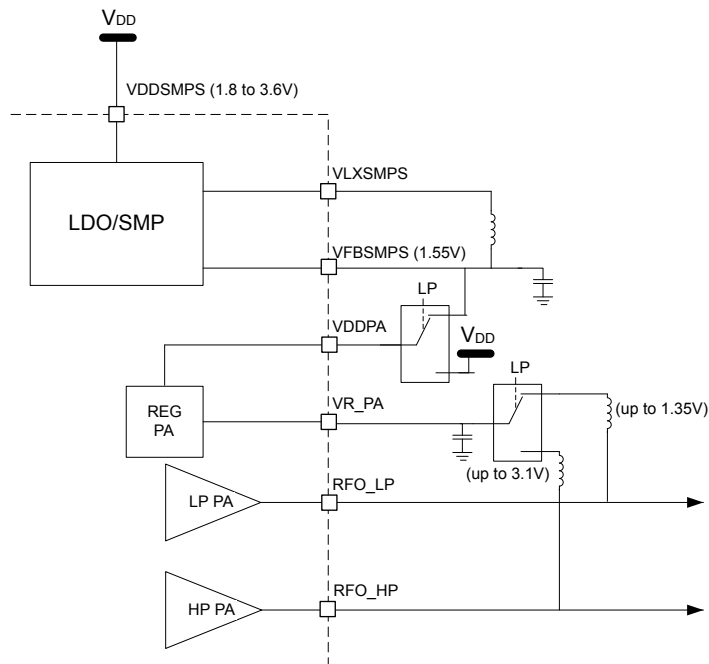 VDD
VDDSMPS (1.8 to 3.6V)
LDO/SMP
VLXSMPS
VFBSMPS (1.55V)
LP
VDDPA
VDD
LP
REG
PA
VR_PA
(up to 1.35V)
(up to 3.1V)
LP PA
RFO_LP
HP PA
RFO_HP